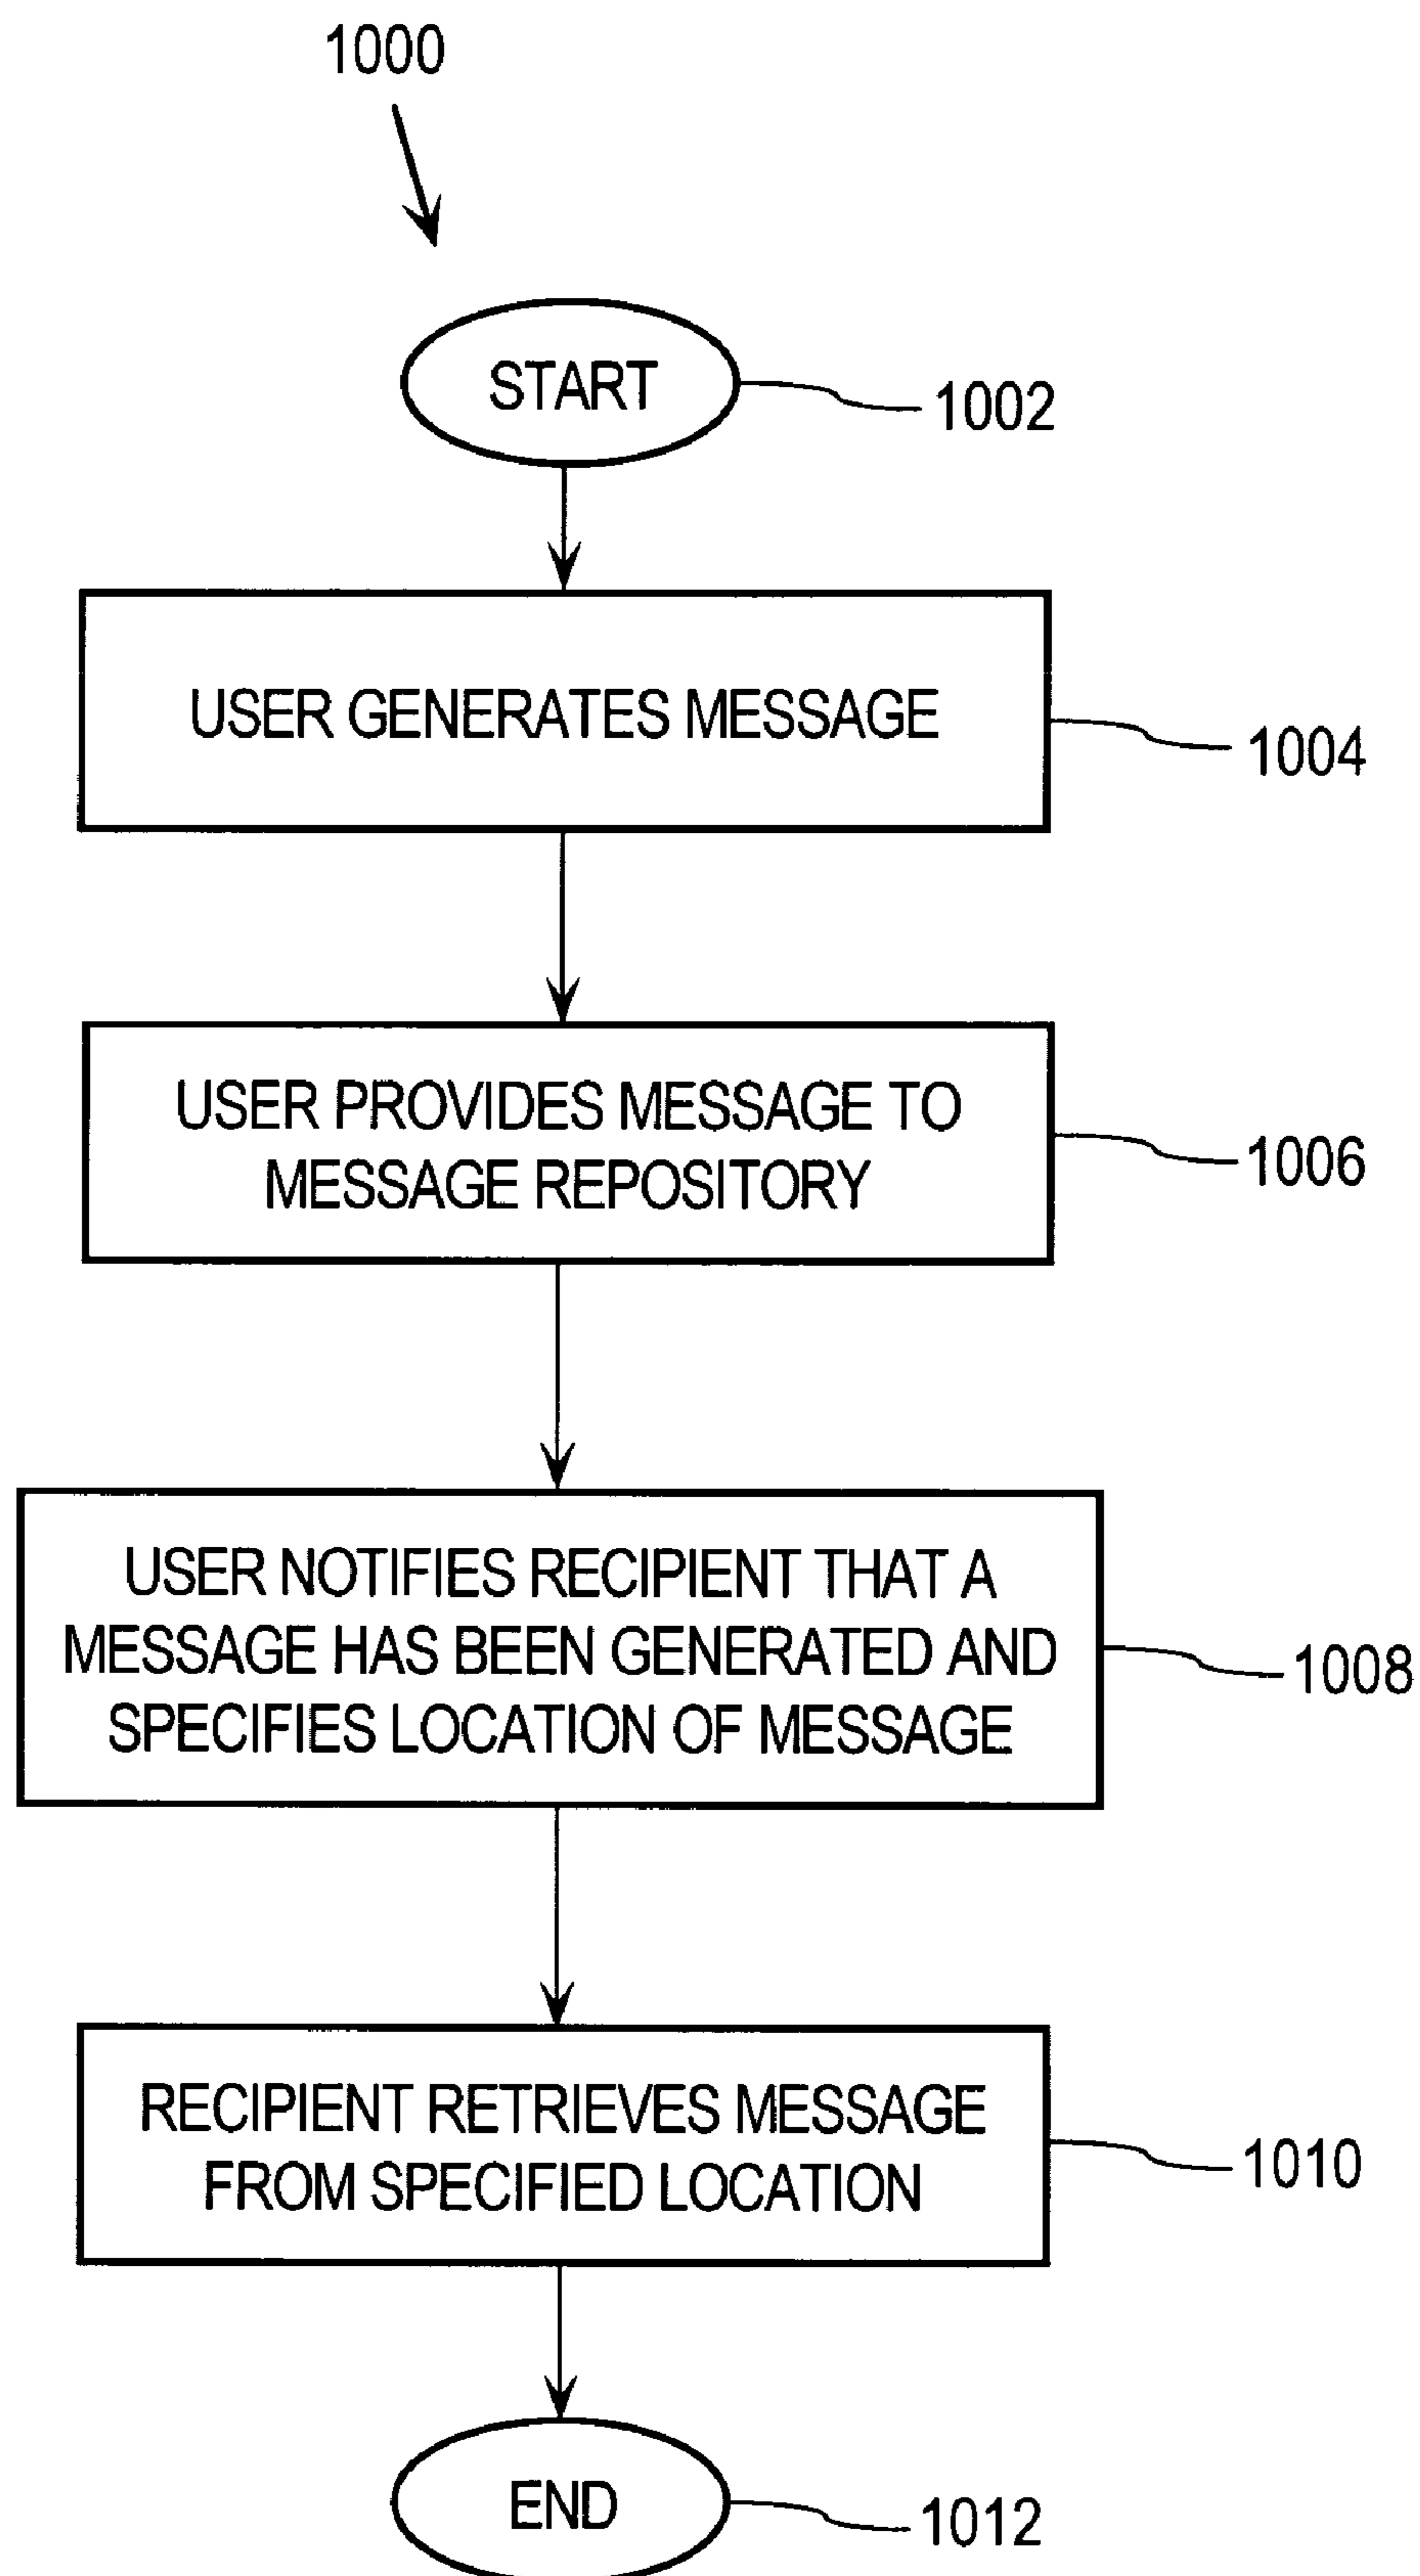 1000
START
1002
USER GENERATES MESSAGE
1004
USER PROVIDES MESSAGE TO
MESSAGE REPOSITORY
1006
USER NOTIFIES RECIPIENT THAT A
MESSAGE HAS BEEN GENERATED AND
SPECIFIES LOCATION OF MESSAGE
1008
RECIPIENT RETRIEVES MESSAGE
FROM SPECIFIED LOCATION
1010
END
1012